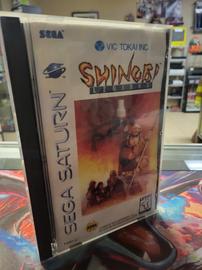 SEGA
VIC TOKAI INC.
SHINOBI
LEGIONS
SEGA SATURN